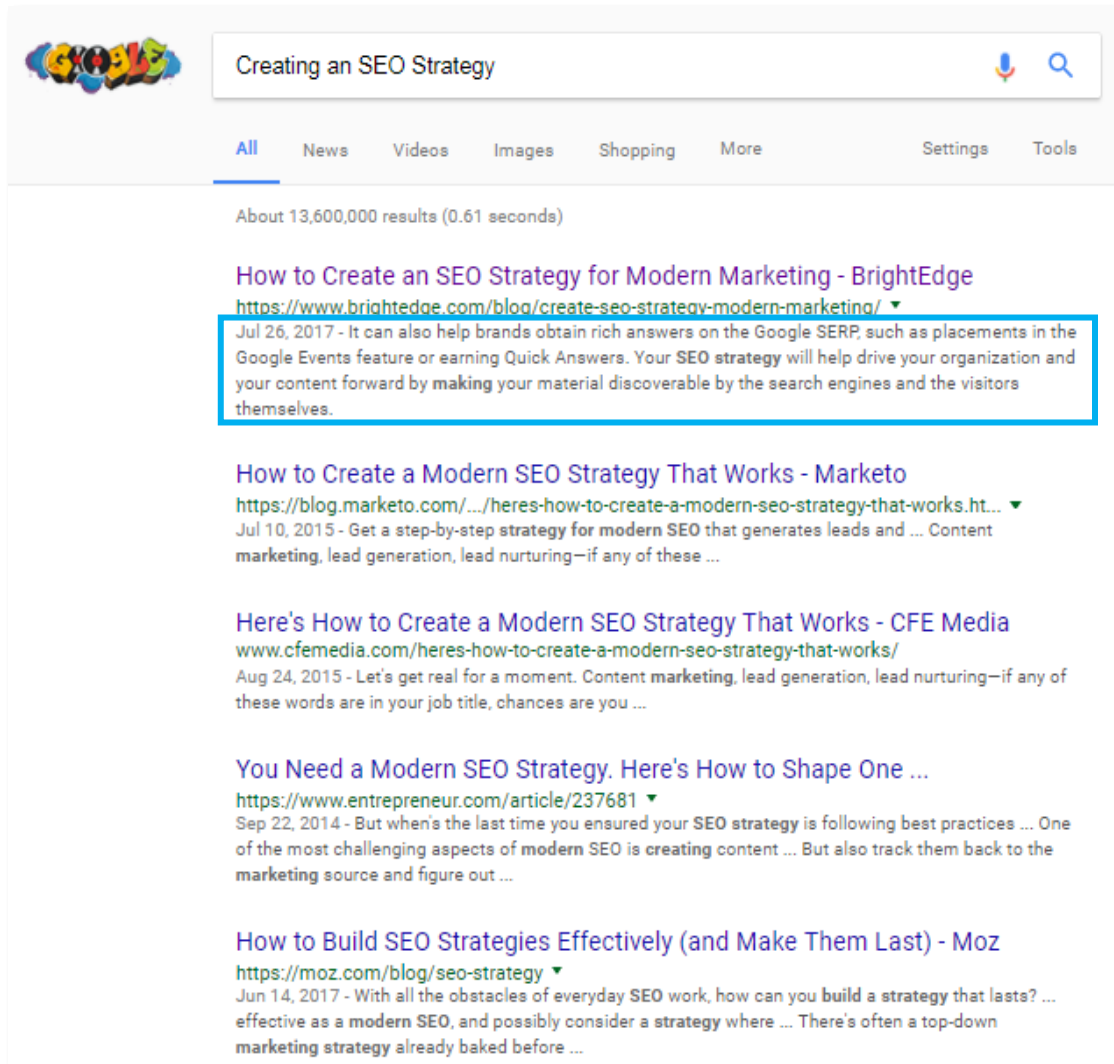 GOOGLE
Creating an SEO Strategy
All News Videos Images Shopping More Settings Tools
About 13,600,000 results (0.61 seconds)
How to Create an SEO Strategy for Modern Marketing - BrightEdge
https://www.brightedge.com/blog/create-seo-strategy-modern-marketing/
Jul 26, 2017 - It can also help brands obtain rich answers on the Google SERP, such as placements in the
Google Events feature or earning Quick Answers. Your SEO strategy will help drive your organization and
your content forward by making your material discoverable by the search engines and the visitors
themselves.
How to Create a Modern SEO Strategy That Works - Marketo
https://blog.marketo.com/.../heres-how-to-create-a-modern-seo-strategy-that-works.ht...
Jul 10, 2015 - Get a step-by-step strategy for modern SEO that generates leads and ... Content
marketing, lead generation, lead nurturing—if any of these ...
Here's How to Create a Modern SEO Strategy That Works - CFE Media
www.cfemedia.com/heres-how-to-create-a-modern-seo-strategy-that-works/
Aug 24, 2015 - Let's get real for a moment. Content marketing, lead generation, lead nurturing—if any of
these words are in your job title, chances are you ...
You Need a Modern SEO Strategy. Here's How to Shape One ...
https://www.entrepreneur.com/article/237681
Sep 22, 2014 - But when's the last time you ensured your SEO strategy is following best practices ... One
of the most challenging aspects of modern SEO is creating content ... But also track them back to the
marketing source and figure out ...
How to Build SEO Strategies Effectively (and Make Them Last) - Moz
https://moz.com/blog/seo-strategy
Jun 14, 2017 - With all the obstacles of everyday SEO work, how can you build a strategy that lasts? ...
effective as a modern SEO, and possibly consider a strategy where ... There's often a top-down
marketing strategy already baked before ...